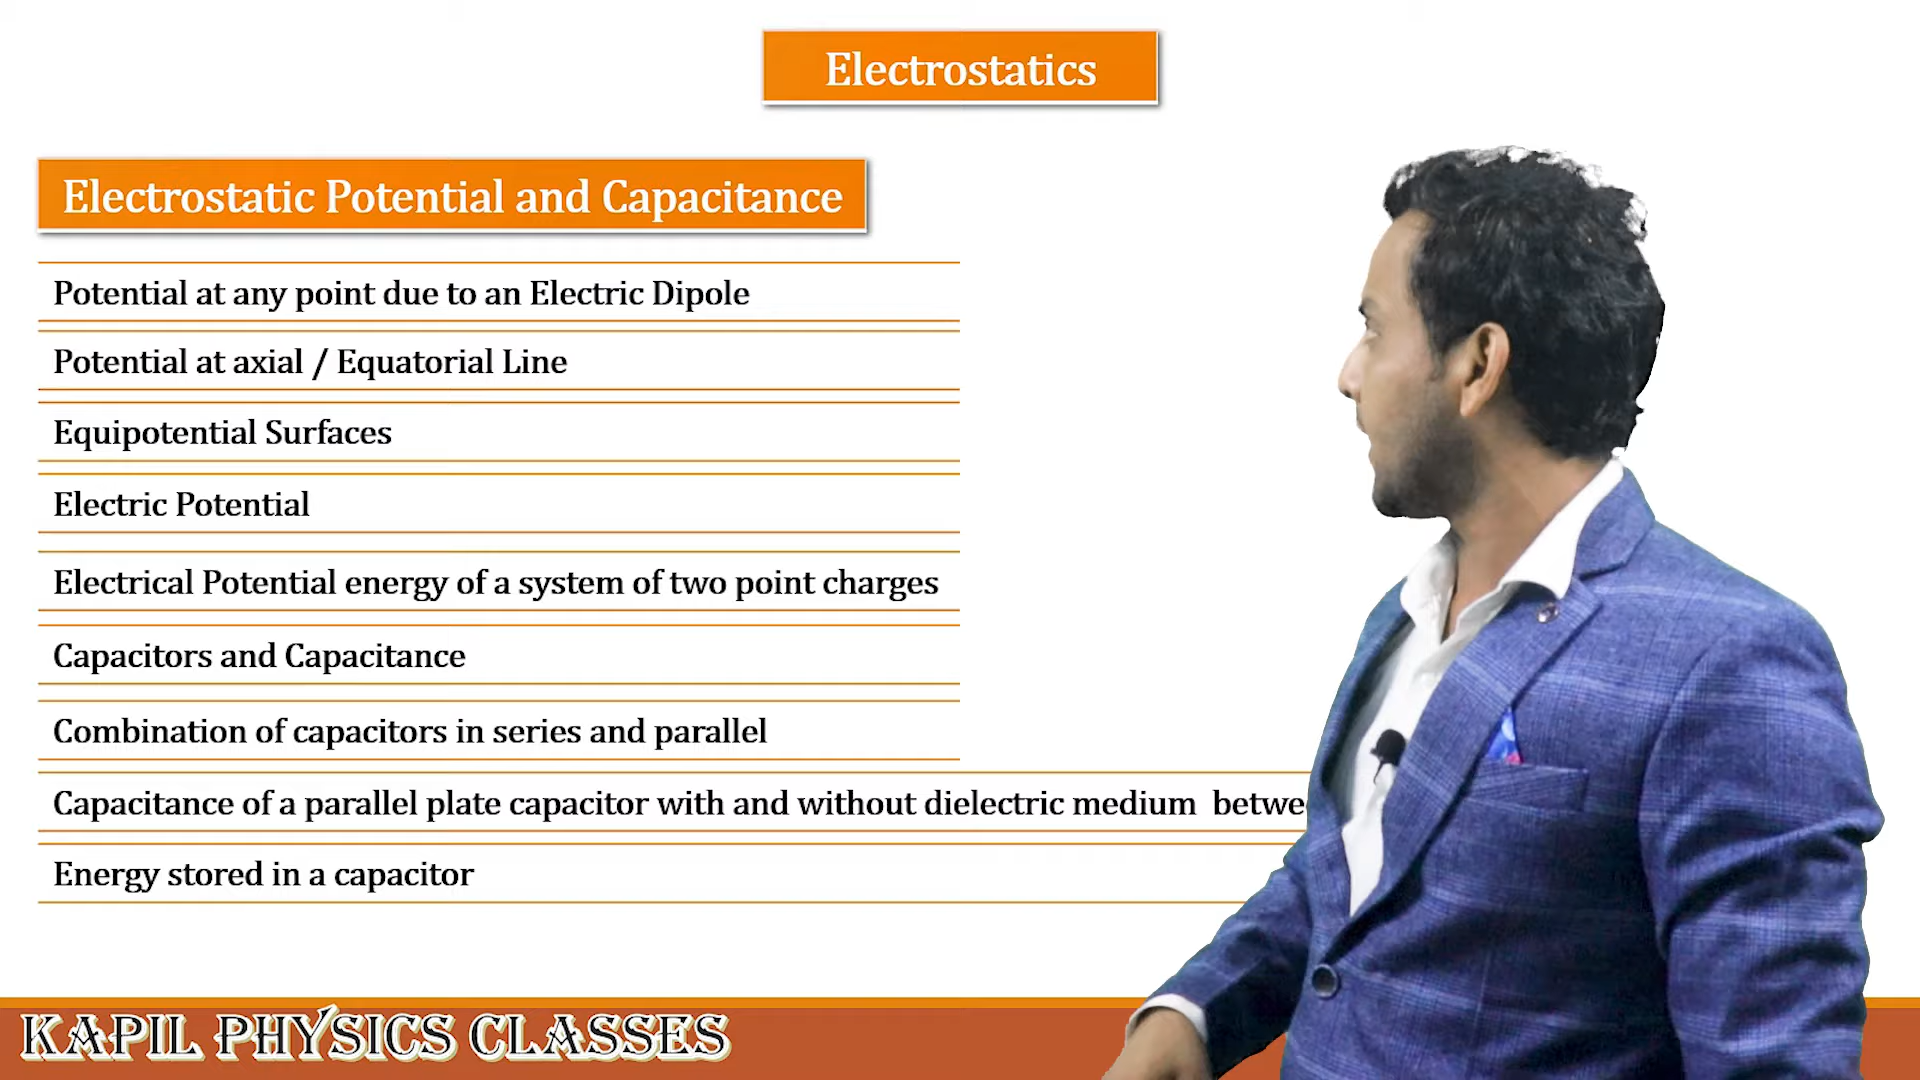 Electrostatics
Electrostatic Potential and Capacitance
Potential at any point due to an Electric Dipole
Potential at axial / Equatorial Line
Equipotential Surfaces
Electric Potential
Electrical Potential energy of a system of two point charges
Capacitors and Capacitance
Combination of capacitors in series and parallel
Capacitance of a parallel plate capacitor with and without dielectric medium
Energy stored in a capacitor
KAPIL PHYSICS CLASSES